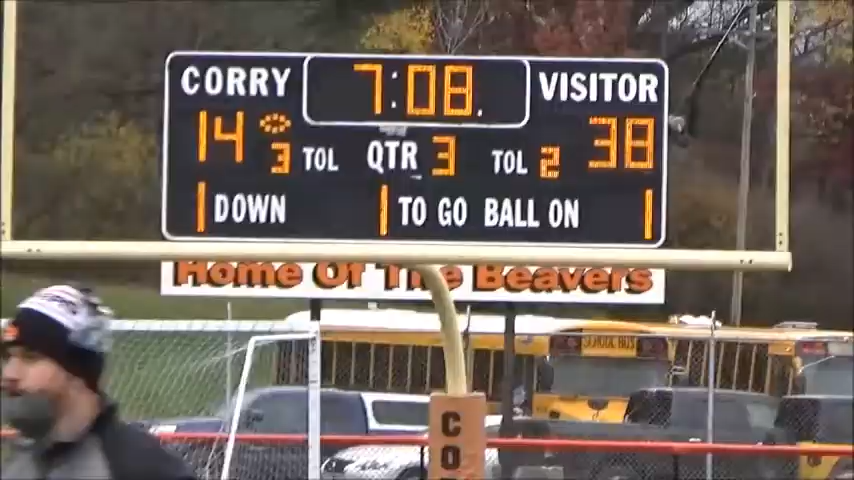 CORRY 7:08. VISITOR
14 3 TOL QTR 3 TOL 2 38
1 DOWN 1 TO GO BALL ON 1
Home Of The Beavers
SCHOOL BUS
C
O